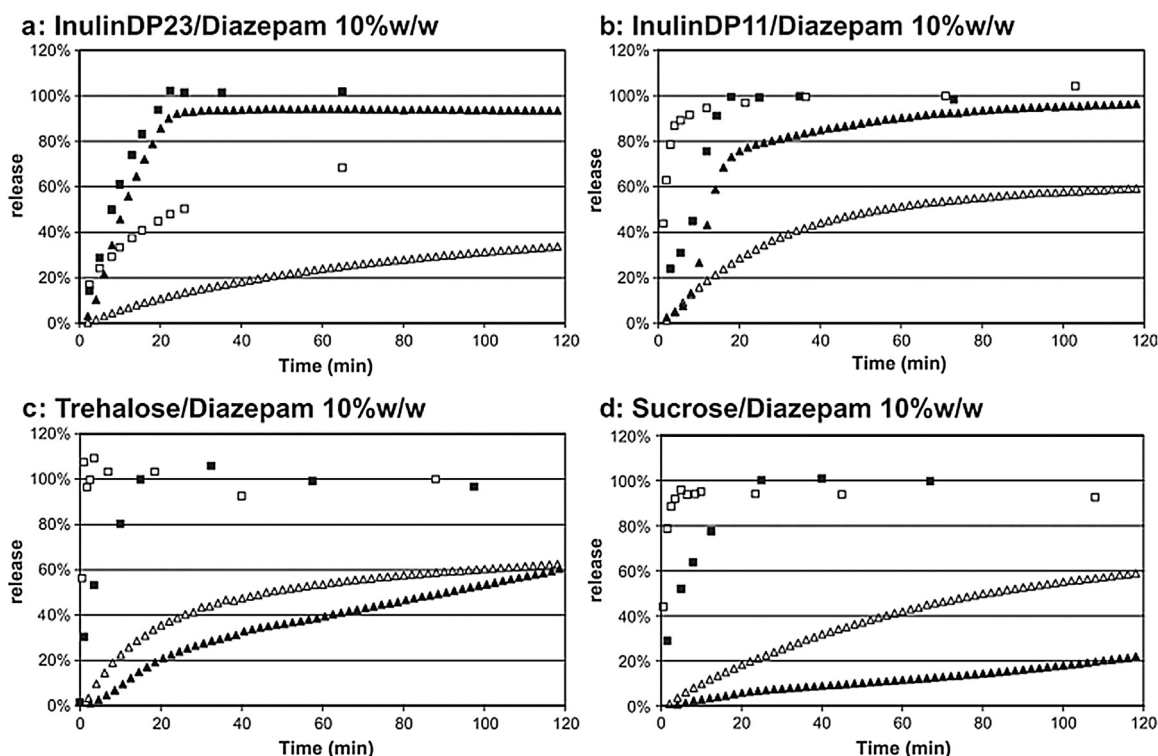 a: InulinDP23/Diazepam 10%w/w
120%
100%
80%
60%
40%
20%
0%
release
0 20 40 60 80 100 120
Time (min)
b: InulinDP11/Diazepam 10%w/w
120%
100%
80%
60%
40%
20%
0%
release
0 20 40 60 80 100 120
Time (min)
c: Trehalose/Diazepam 10%w/w
120%
100%
80%
60%
40%
20%
0%
release
0 20 40 60 80 100 120
Time (min)
d: Sucrose/Diazepam 10%w/w
120%
100%
80%
60%
40%
20%
0%
release
0 20 40 60 80 100 120
Time (min)